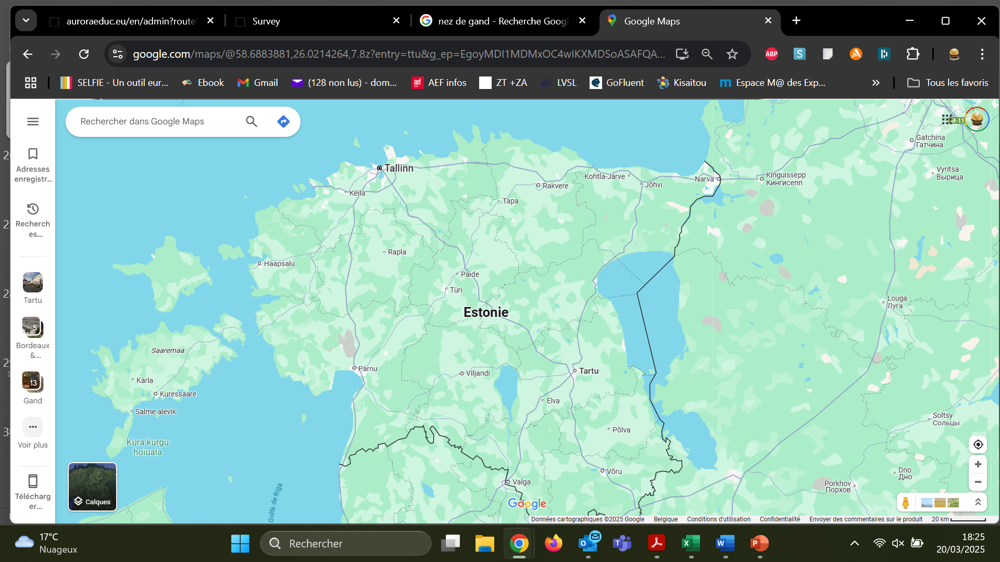 auroraeduc.eu/en/admin?routel
Survey
nez de gand - Recherche Googl
Google Maps
google.com/maps/@58.6883881,26.0214264,7.8z?entry=ttu&g_ep=EgoyMDI1MDMxOC4wIKXMDSoASAFQA...
ABP
S
SELFIE - Un outil eur...
Ebook
Gmail
(128 non lus) - dom...
aef
AEF infos
ZT +ZA
LVSL
GoFluent
Kisaitou
Espace M@ des Exp...
Tous les favoris
Rechercher dans Google Maps
M-11
Gatchina
Гатчина
Adresses
enregistr...
Tallinn
Vyritsa
Вырица
Kohtla-Järve
Kinguissepp
Кингисепп
Narva
Rakvere
Jõhvi
Keila
Tapa
Recherch
es...
Rapla
Haapsalu
Paide
Türi
Tartu
Louga
Луга
Estonie
5
Bordeaux
&...
Saaremaa
Pärnu
Viljandi
Tartu
Kärla
13
Kuressaare
Gand
Elva
Salme alevik
Soltsy
Сольцы
Põlva
Voir plus
Kura kurgu
hoiuala
Võru
Dno
Дно
Valga
Porkhov
Порхов
Golfe de Riga
Télécharg
er...
Calques
Google
Données cartographiques ©2025 Google
Belgique
Conditions d'utilisation
Confidentialité
Envoyer des commentaires sur le produit
20 km
17°C
Nuageux
Rechercher
18:25
20/03/2025